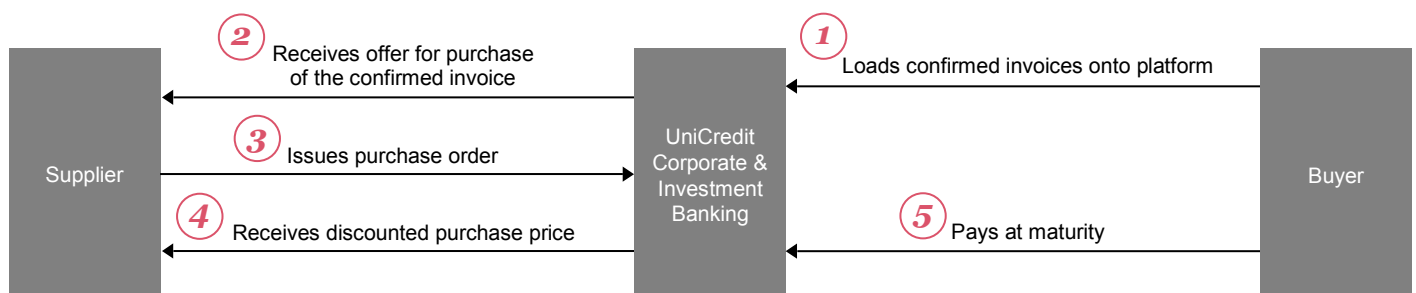 1
Loads confirmed invoices onto platform
2
Receives offer for purchase
of the confirmed invoice
3
Issues purchase order
4
Receives discounted purchase price
5
Pays at maturity
Supplier
UniCredit
Corporate &
Investment
Banking
Buyer